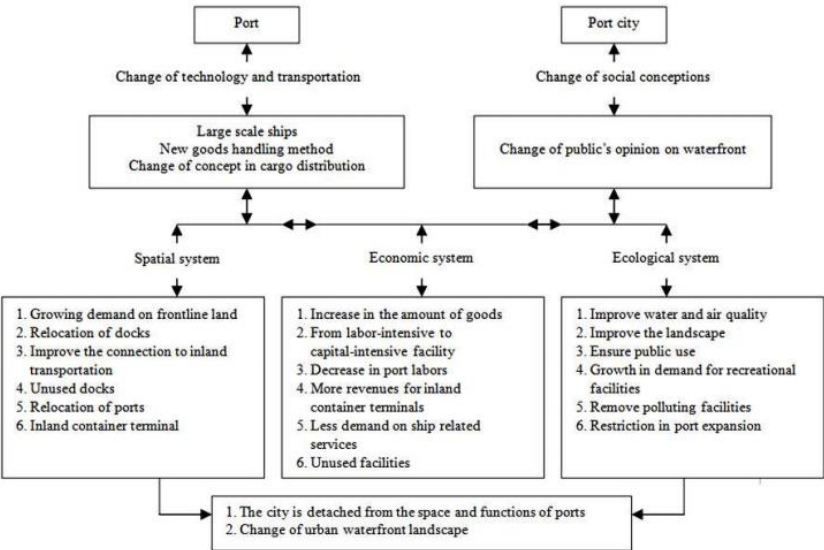 Port
Port city
Change of technology and transportation
Change of social conceptions
Large scale ships
New goods handling method
Change of concept in cargo distribution
Change of public's opinion on waterfront
Spatial system
Economic system
Ecological system
1. Growing demand on frontline land
2. Relocation of docks
3. Improve the connection to inland
transportation
4. Unused docks
5. Relocation of ports
6. Inland container terminal
1. Increase in the amount of goods
2. From labor-intensive to
capital-intensive facility
3. Decrease in port labors
4. More revenues for inland
container terminals
5. Less demand on ship related
services
6. Unused facilities
1. Improve water and air quality
2. Improve the landscape
3. Ensure public use
4. Growth in demand for recreational
facilities
5. Remove polluting facilities
6. Restriction in port expansion
1. The city is detached from the space and functions of ports
2. Change of urban waterfront landscape